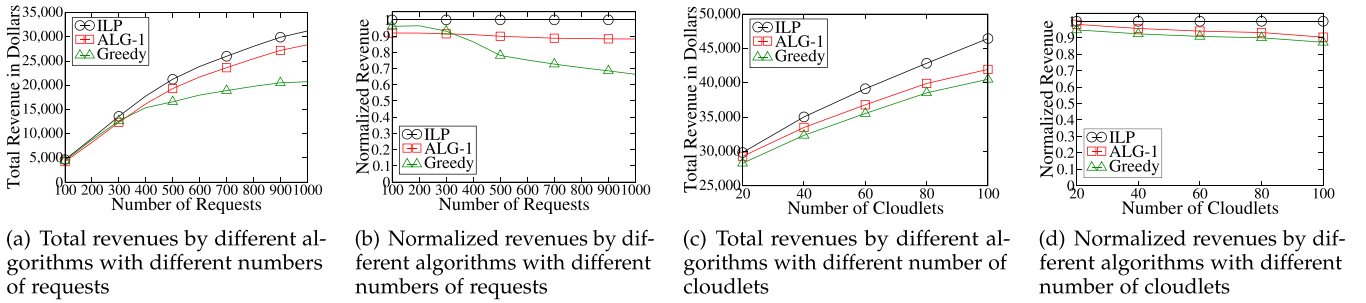 Total Revenue in Dollars
35,000
30,000
25,000
20,000
15,000
10,000
5,000
0
100 200 300 400 500 600 700 800 900 1000
Number of Requests
ILP
ALG-1
Greedy
(a) Total revenues by different al-
gorithms with different numbers
of requests
Normalized Revenue
1
0.9
0.8
0.7
0.6
0.5
0.4
0.3
0.2
0.1
0
100 200 300 400 500 600 700 800 900 1000
Number of Requests
ILP
ALG-1
Greedy
(b) Normalized revenues by dif-
ferent algorithms with different
numbers of requests
Total Revenue in Dollars
50,000
45,000
40,000
35,000
30,000
25,000
20 40 60 80 100
Number of Cloudlets
ILP
ALG-1
Greedy
(c) Total revenues by different al-
gorithms with different number of
cloudlets
Normalized Revenue
1
0.9
0.8
0.7
0.6
0.5
0.4
0.3
0.2
0.1
0
20 40 60 80 100
Number of Cloudlets
ILP
ALG-1
Greedy
(d) Normalized revenues by dif-
ferent algorithms with different
number of cloudlets